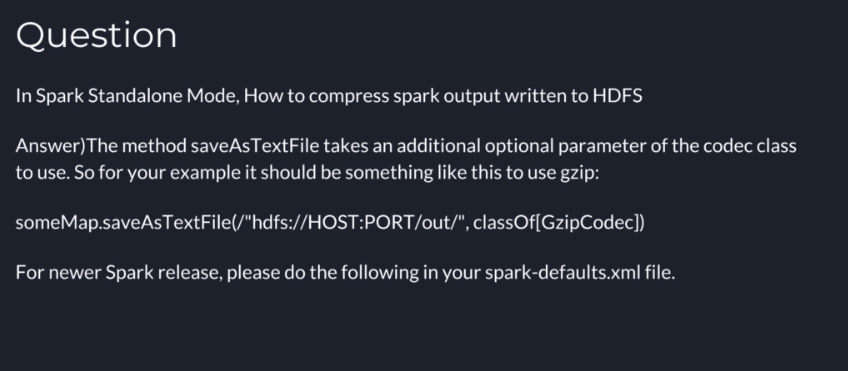 Question
In Spark Standalone Mode, How to compress spark output written to HDFS
Answer)The method saveAsTextFile takes an additional optional parameter of the codec class
to use. So for your example it should be something like this to use gzip:
someMap.saveAsTextFile(/"hdfs://HOST:PORT/out/", classOf[GzipCodec])
For newer Spark release, please do the following in your spark-defaults.xml file.